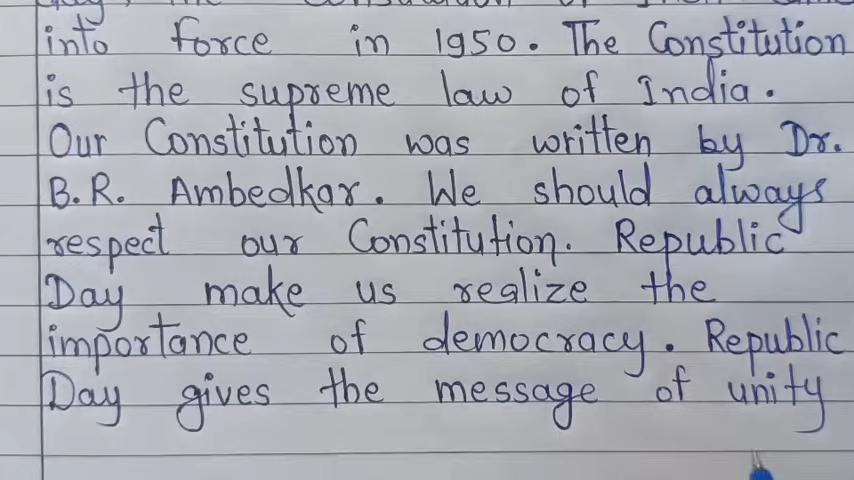 into force in 1950. The Constitution
is the supreme law of India.
Our Constitution was written by Dr.
B.R. Ambedkar. We should always
respect our Constitution. Republic
Day make us realize the
importance of democracy. Republic
Day gives the message of unity